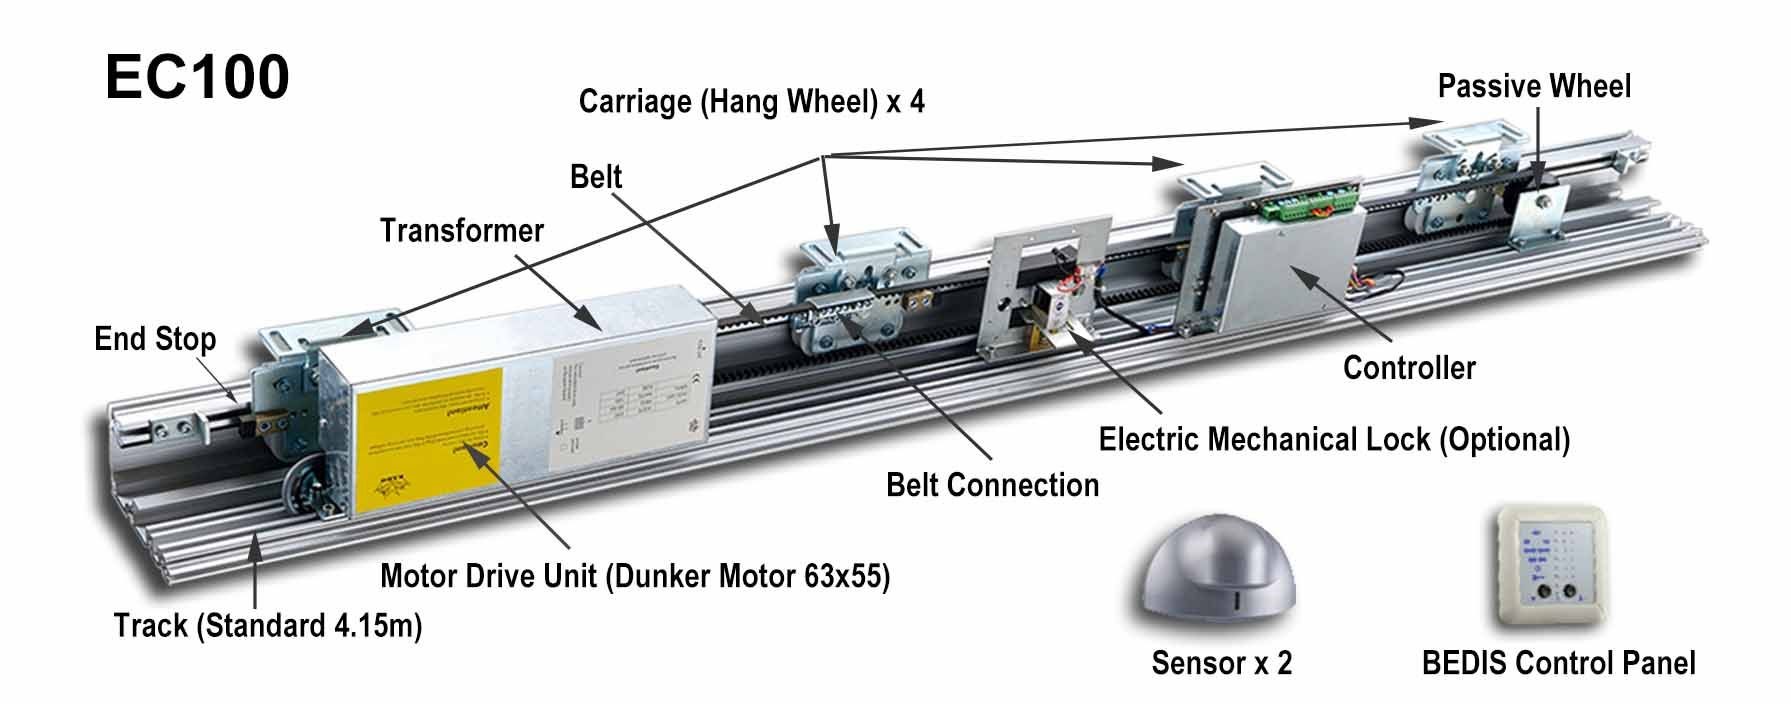 EC100
Carriage (Hang Wheel) x 4
Passive Wheel
Belt
Transformer
End Stop
Controller
Electric Mechanical Lock (Optional)
Belt Connection
Motor Drive Unit (Dunker Motor 63x55)
Track (Standard 4.15m)
Sensor x 2
BEDIS Control Panel
Attention!